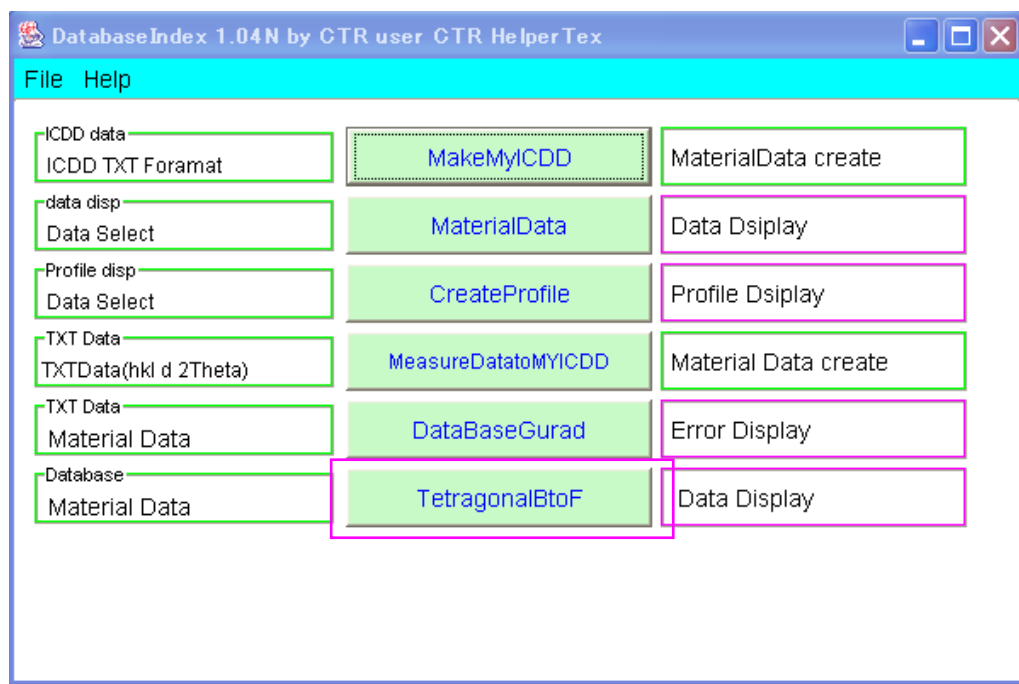 DatabaseIndex 1.04N by CTR user CTR HelperTex
File Help
ICDD data
ICDD TXT Foramat
MakeMyICDD
MaterialData create
data disp
Data Select
MaterialData
Data Dsiplay
Profile disp
Data Select
CreateProfile
Profile Dsiplay
TXT Data
TXTData(hkl d 2Theta)
MeasureDatatoMYICDD
Material Data create
TXT Data
Material Data
DataBaseGurad
Error Display
Database
Material Data
TetragonalBtoF
Data Display